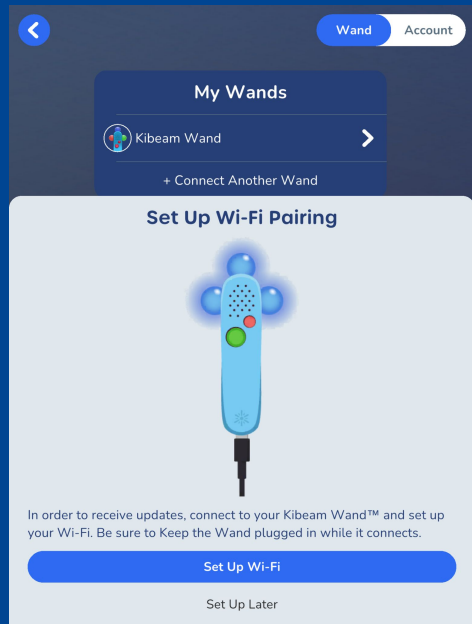 Wand Account
My Wands
Kibeam Wand
+ Connect Another Wand
Set Up Wi-Fi Pairing
In order to receive updates, connect to your Kibeam Wand™ and set up
your Wi-Fi. Be sure to Keep the Wand plugged in while it connects.
Set Up Wi-Fi
Set Up Later